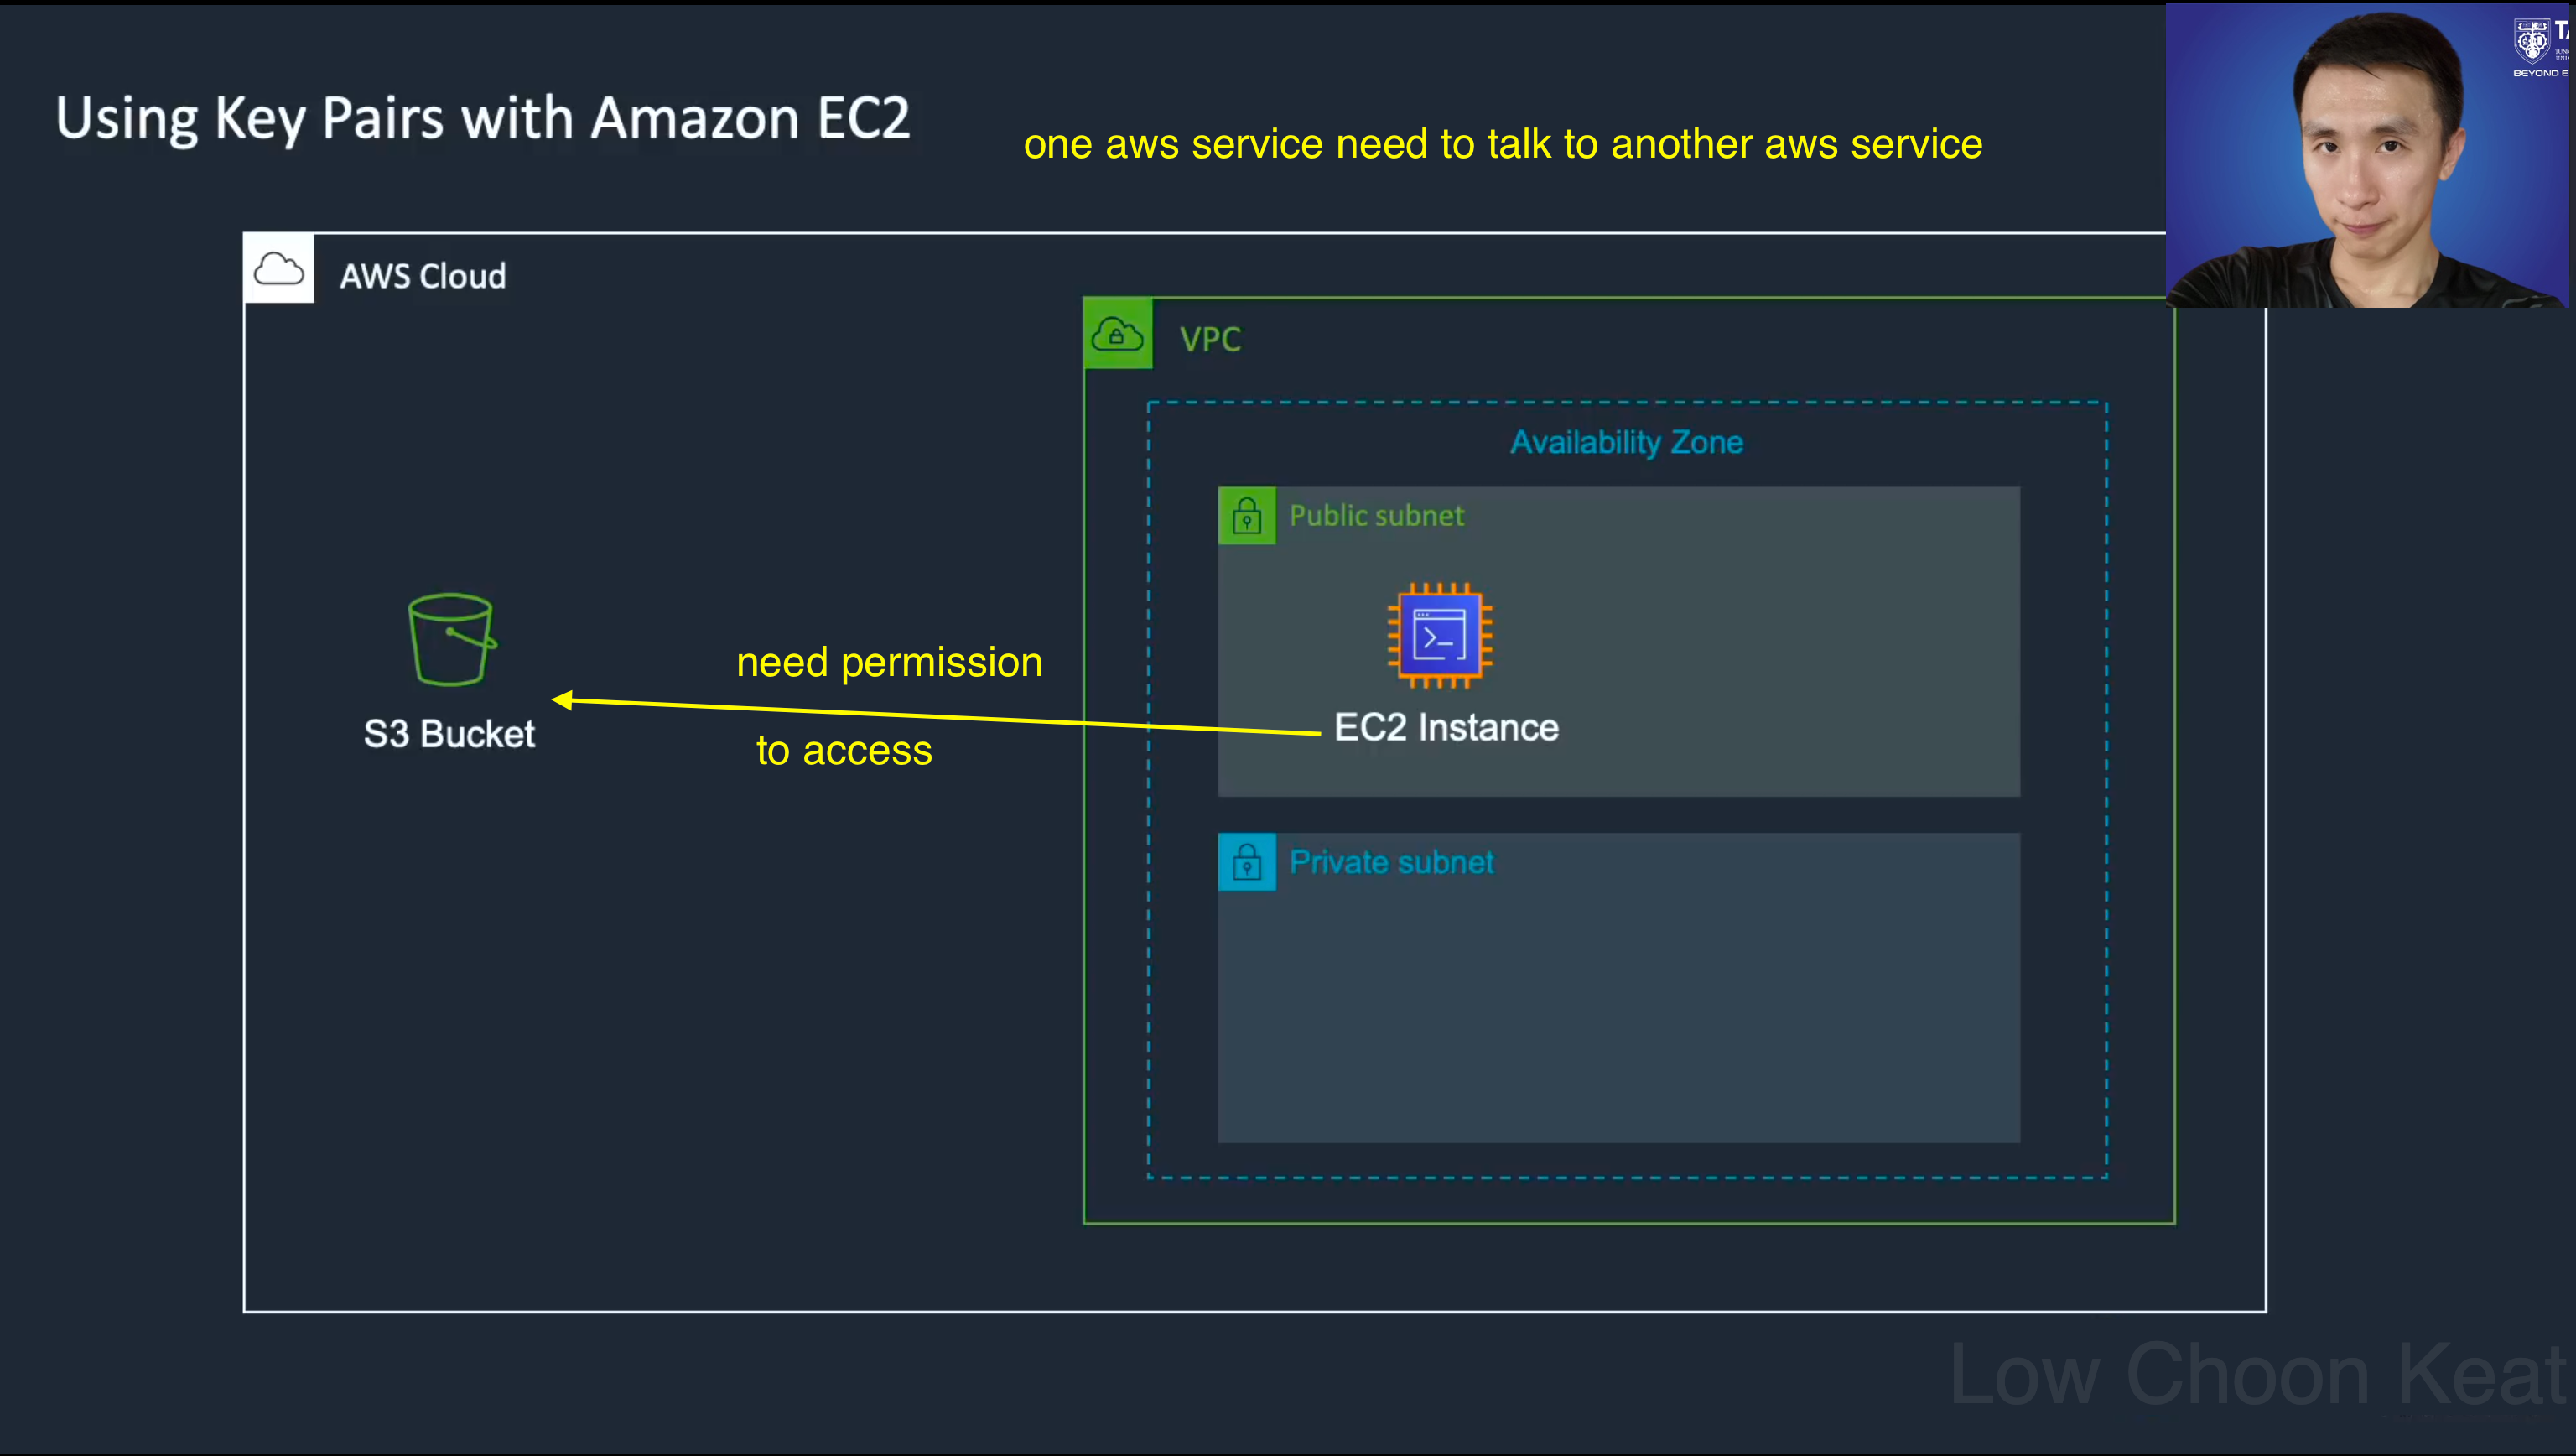 Using Key Pairs with Amazon EC2
one aws service need to talk to another aws service
BEYOND E
AWS Cloud
VPC
Availability Zone
Public subnet
need permission
EC2 Instance
S3 Bucket
to access
Private subnet
Low Choon Keat